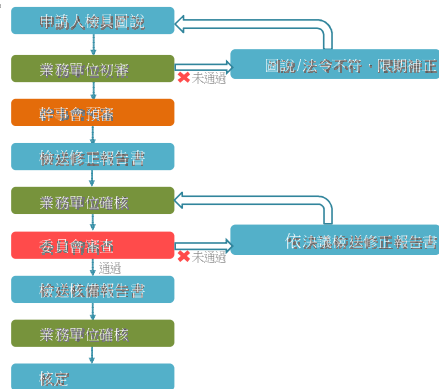 申請人檢具圖說
業務單位初審
未通過
圖說/法令不符，限期補正
幹事會預審
檢送修正報告書
業務單位確核
委員會審查
未通過
依決議檢送修正報告書
通過
檢送核備報告書
業務單位確核
核定